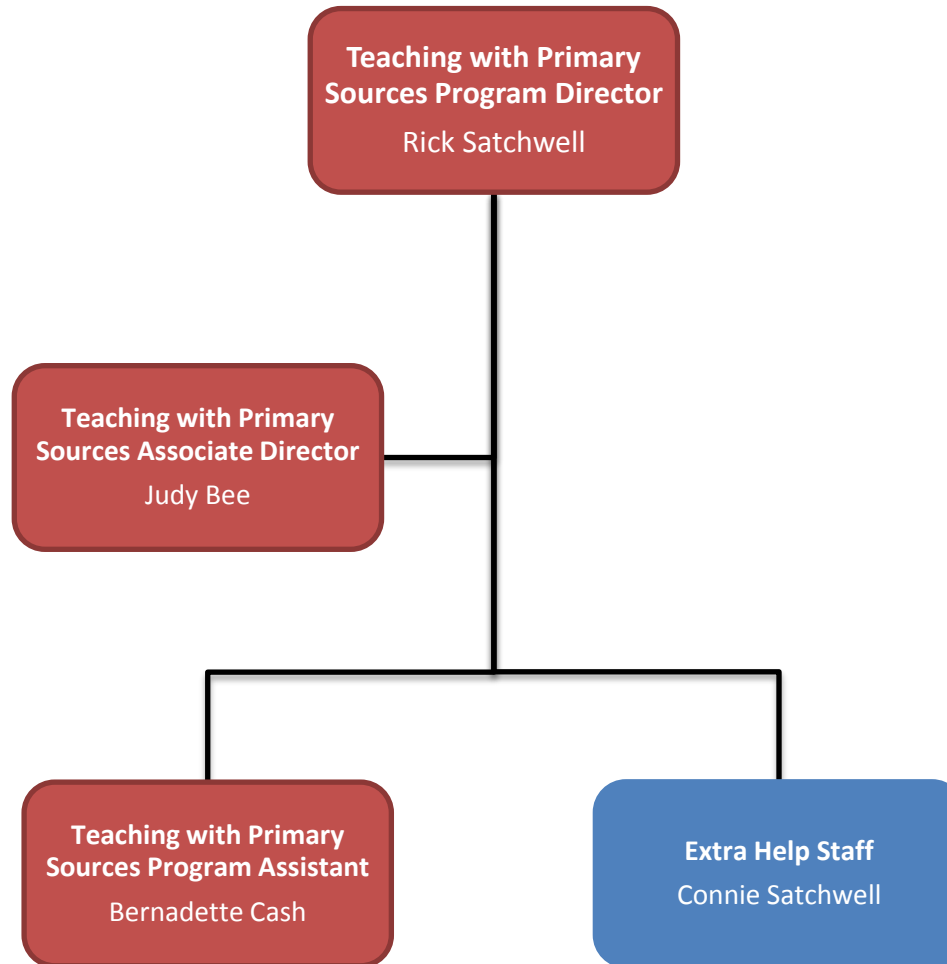 Teaching with Primary
Sources Program Director
Rick Satchwell
Teaching with Primary
Sources Associate Director
Judy Bee
Teaching with Primary
Sources Program Assistant
Bernadette Cash
Extra Help Staff
Connie Satchwell